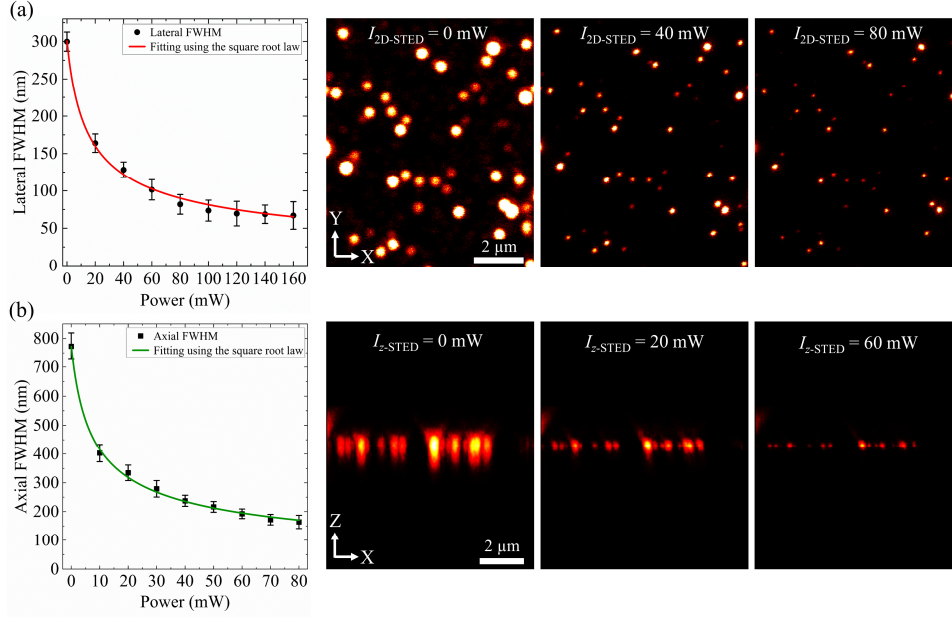 (a)
Lateral FWHM
Fitting using the square root law
300
250
200
150
100
50
0
Lateral FWHM (nm)
0 20 40 60 80 100 120 140 160
Power (mW)
I2D-STED = 0 mW
Y
X
2 µm
I2D-STED = 40 mW
I2D-STED = 80 mW
(b)
Axial FWHM
Fitting using the square root law
800
700
600
500
400
300
200
100
0
Axial FWHM (nm)
0 10 20 30 40 50 60 70 80
Power (mW)
Iz-STED = 0 mW
Z
X
2 µm
Iz-STED = 20 mW
Iz-STED = 60 mW